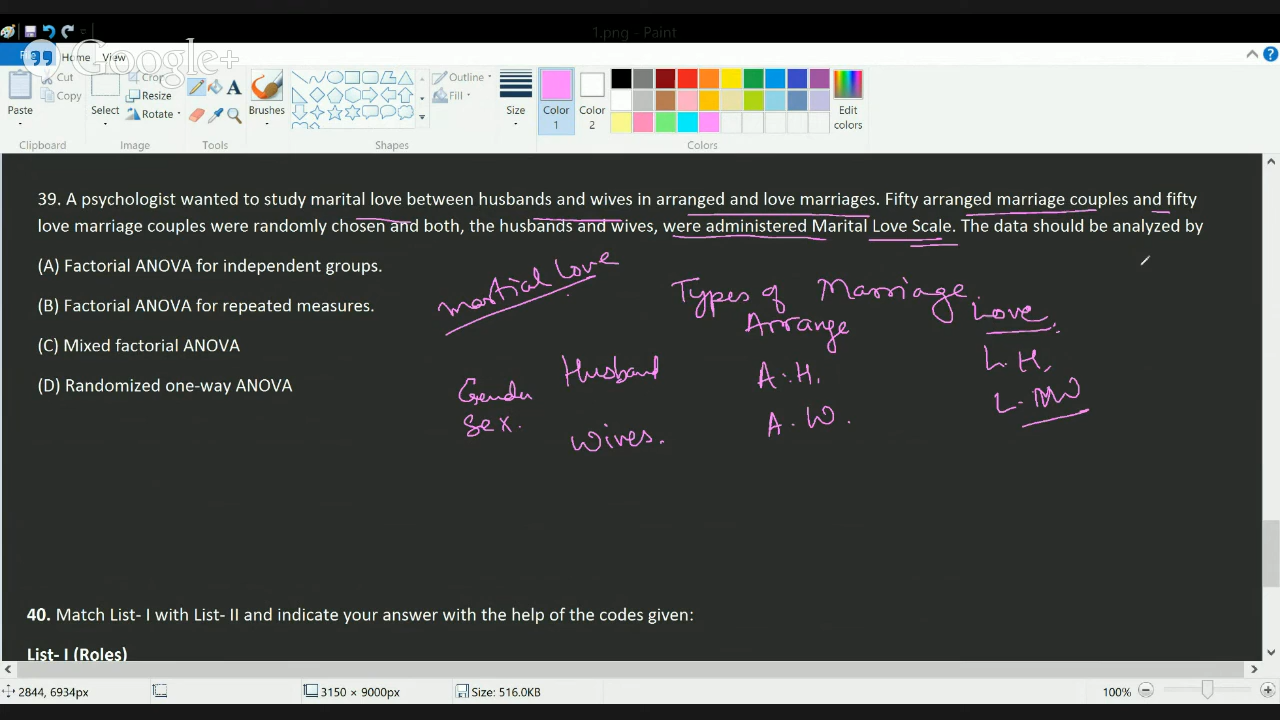 1.png - Paint
Google+
File Home View
Paste
Cut
Copy
Clipboard
Select
Crop
Resize
Rotate
Image
Tools
Brushes
Shapes
Outline
Fill
Size
Color 1
Color 2
Edit colors
Colors
39. A psychologist wanted to study marital love between husbands and wives in arranged and love marriages. Fifty arranged marriage couples and fifty
love marriage couples were randomly chosen and both, the husbands and wives, were administered Marital Love Scale. The data should be analyzed by
(A) Factorial ANOVA for independent groups.
(B) Factorial ANOVA for repeated measures.
(C) Mixed factorial ANOVA
(D) Randomized one-way ANOVA
Martial Love
Types of Marriage
Arrange Love
Husband A.H. L.H.
Gender
Sex.
Wives. A.W. L.W
40. Match List- I with List- II and indicate your answer with the help of the codes given:
List- I (Roles)
2844, 6934px
3150 × 9000px
Size: 516.0KB
100%